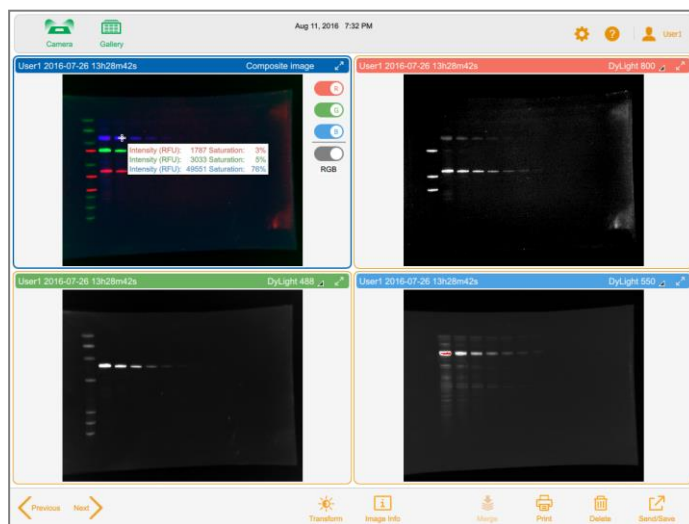 Aug 11, 2016 7:32 PM
Camera
Gallery
User1
User1 2016-07-26 13h28m42s Composite image
R
G
B
RGB
Intensity (RFU): 1787 Saturation: 3%
Intensity (RFU): 3033 Saturation: 5%
Intensity (RFU): 49551 Saturation: 76%
User1 2016-07-26 13h28m42s DyLight 800
User1 2016-07-26 13h28m42s DyLight 488
User1 2016-07-26 13h28m42s DyLight 550
Previous
Next
Transform
Image Info
Merge
Print
Delete
Send/Save